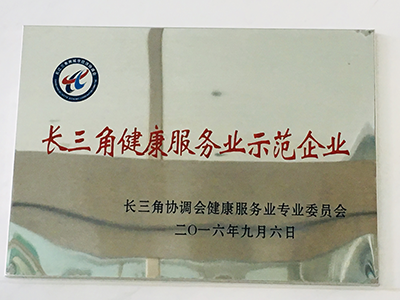 长三角健康服务业示范企业
长三角协调会健康服务业专业委员会
二〇一六年九月六日